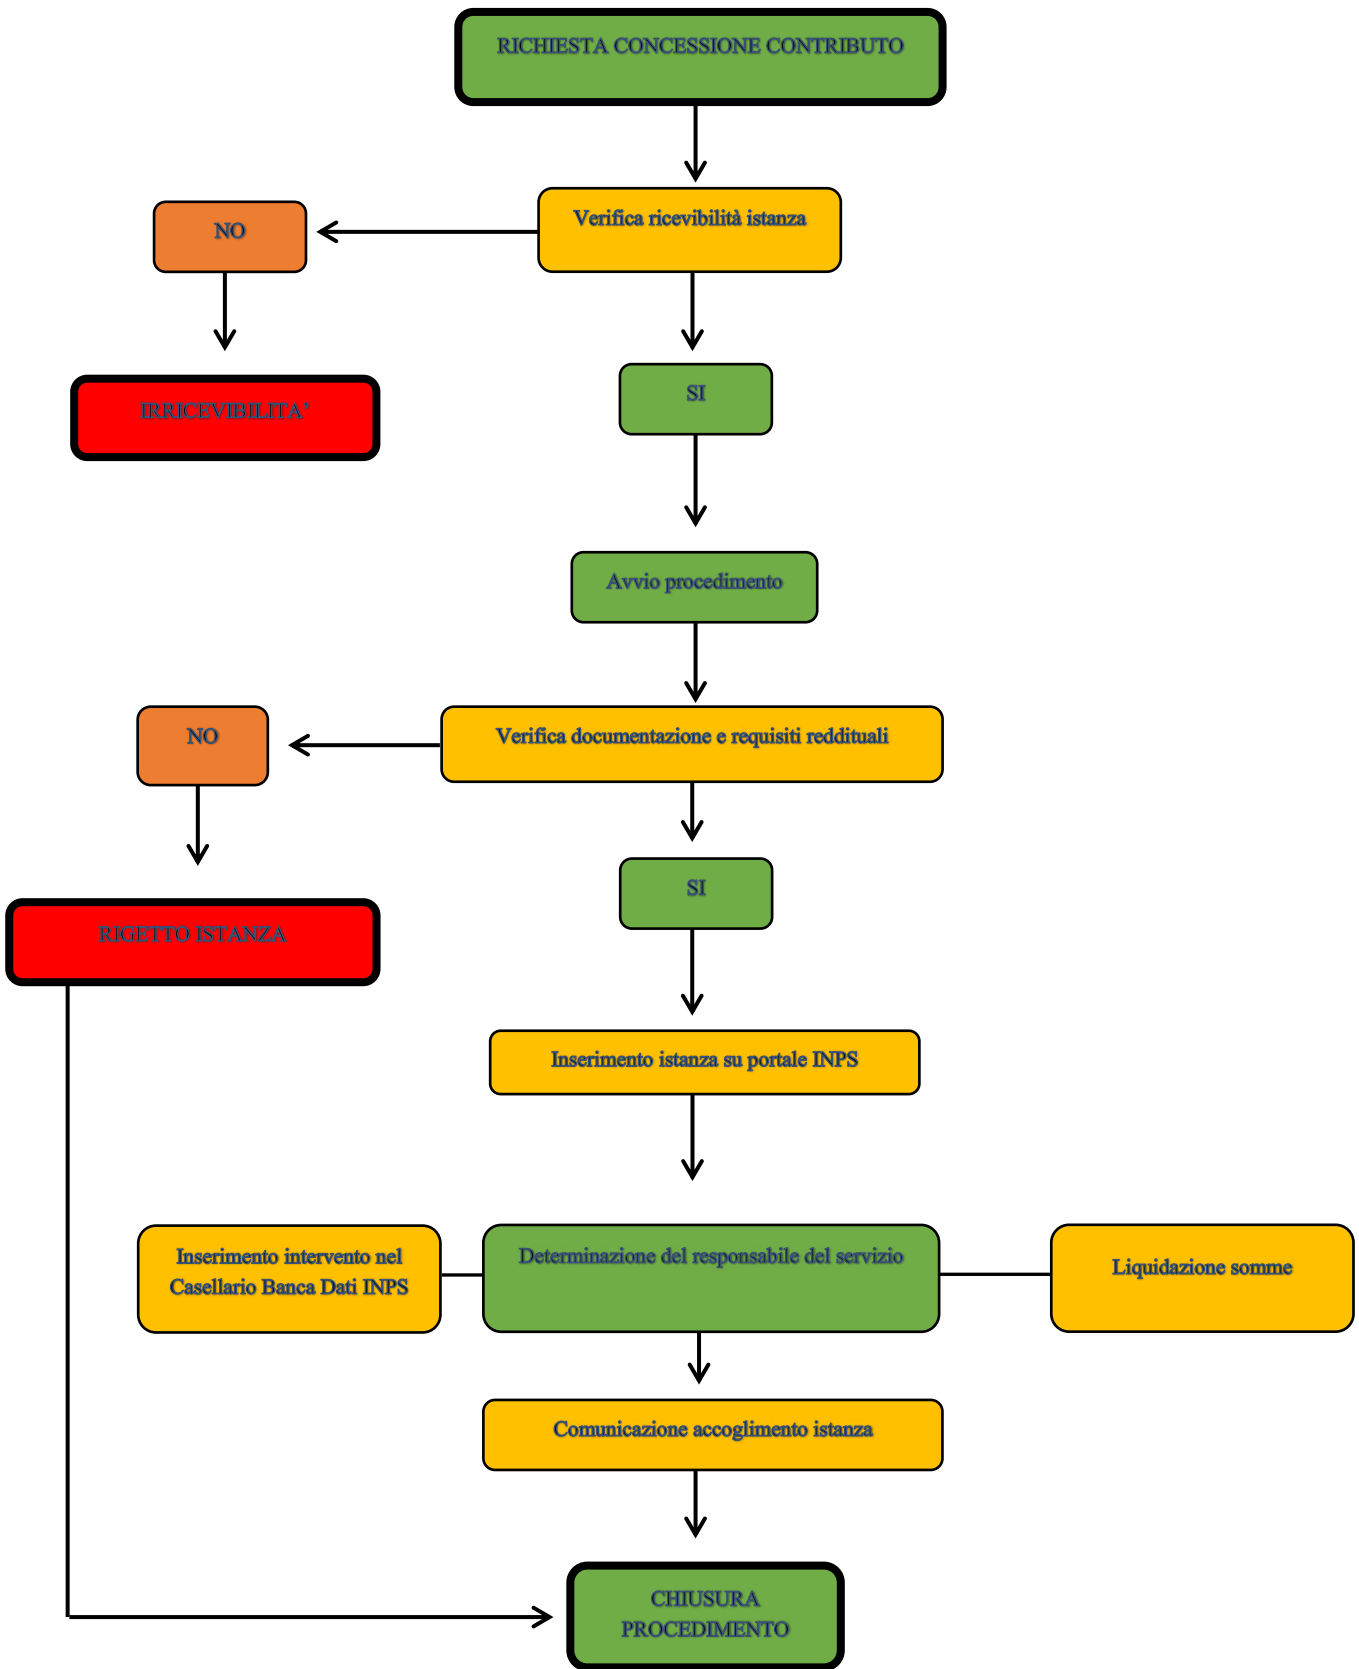 RICHIESTA CONCESSIONE CONTRIBUTO
Verifica ricevibilità istanza
NO
IRRICEVIBILITA’
SI
Avvio procedimento
Verifica documentazione e requisiti reddituali
NO
SI
RIGETTO ISTANZA
Inserimento istanza su portale INPS
Inserimento intervento nel
Casellario Banca Dati INPS
Determinazione del responsabile del servizio
Liquidazione somme
Comunicazione accoglimento istanza
CHIUSURA
PROCEDIMENTO